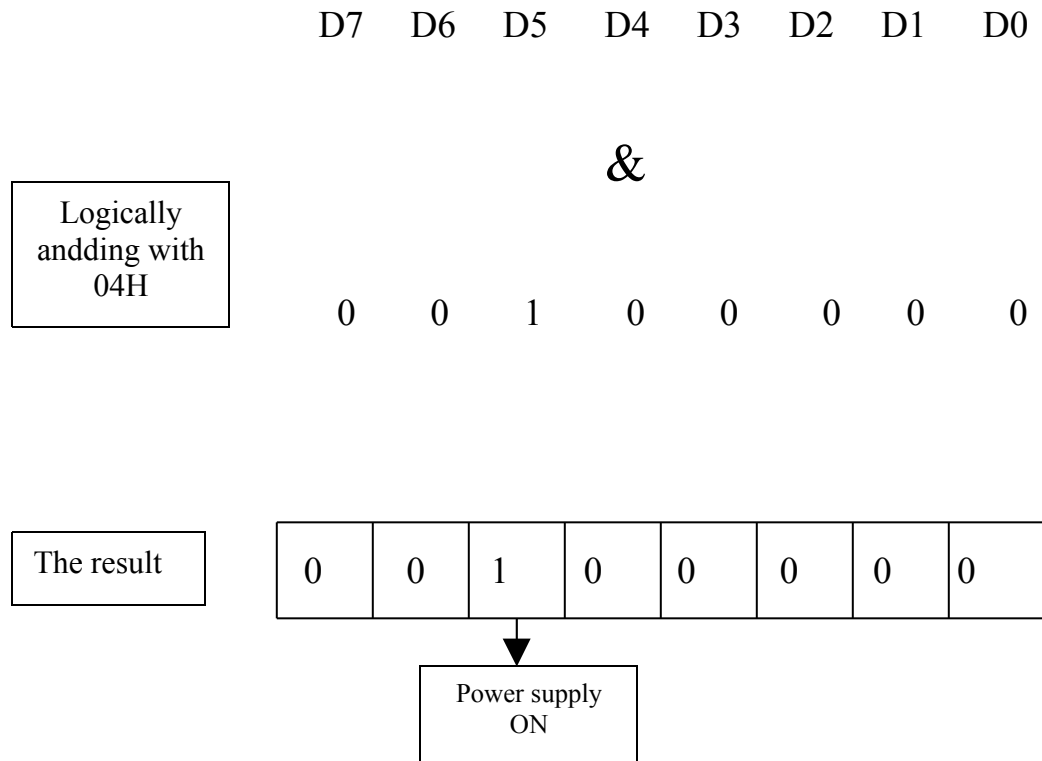 D7 D6 D5 D4 D3 D2 D1 D0
&
Logically
andding with
04H
0 0 1 0 0 0 0 0
The result
0 0 1 0 0 0 0 0
Power supply
ON